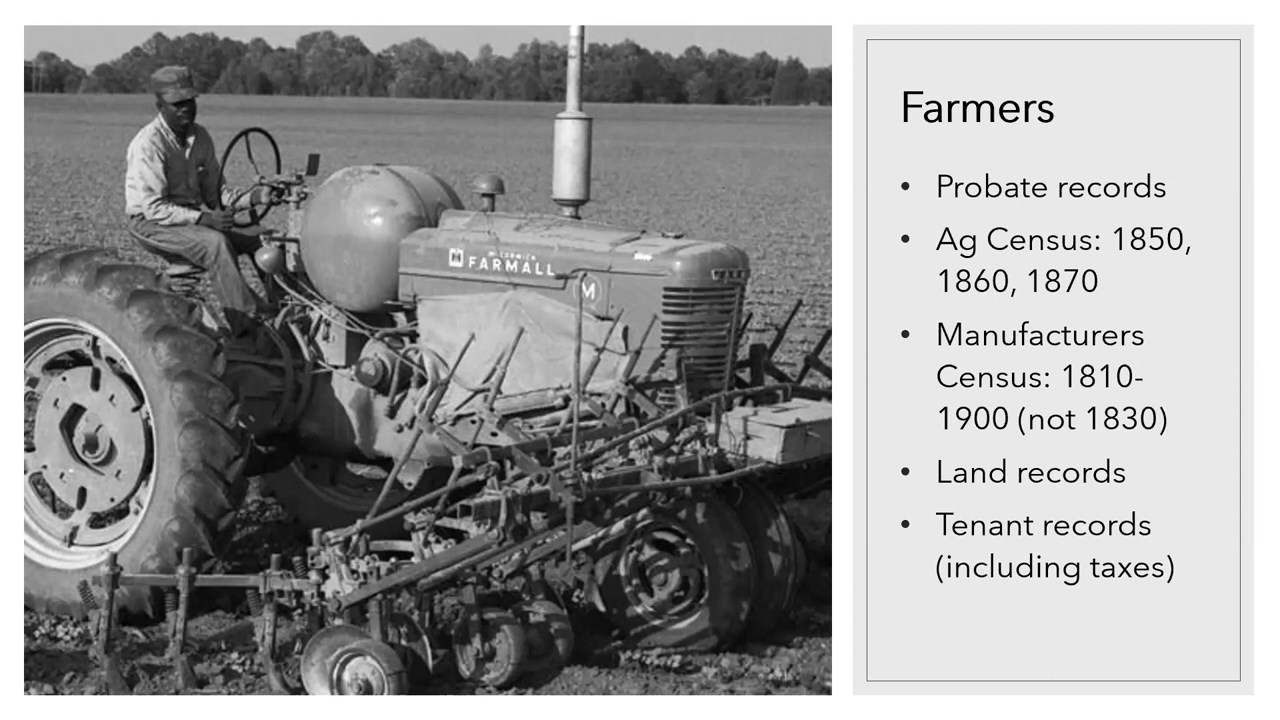 McCORMICK
FARMALL
M
Farmers
• Probate records
• Ag Census: 1850,
1860, 1870
• Manufacturers
Census: 1810-
1900 (not 1830)
• Land records
• Tenant records
(including taxes)